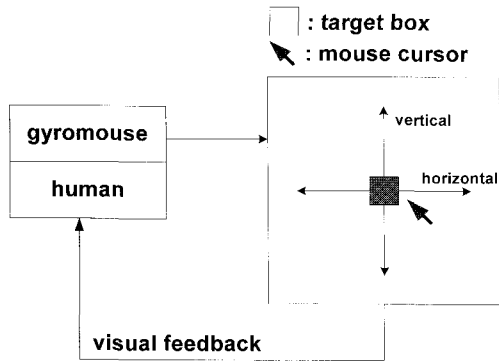 : target box
: mouse cursor
gyromouse
human
vertical
horizontal
visual feedback